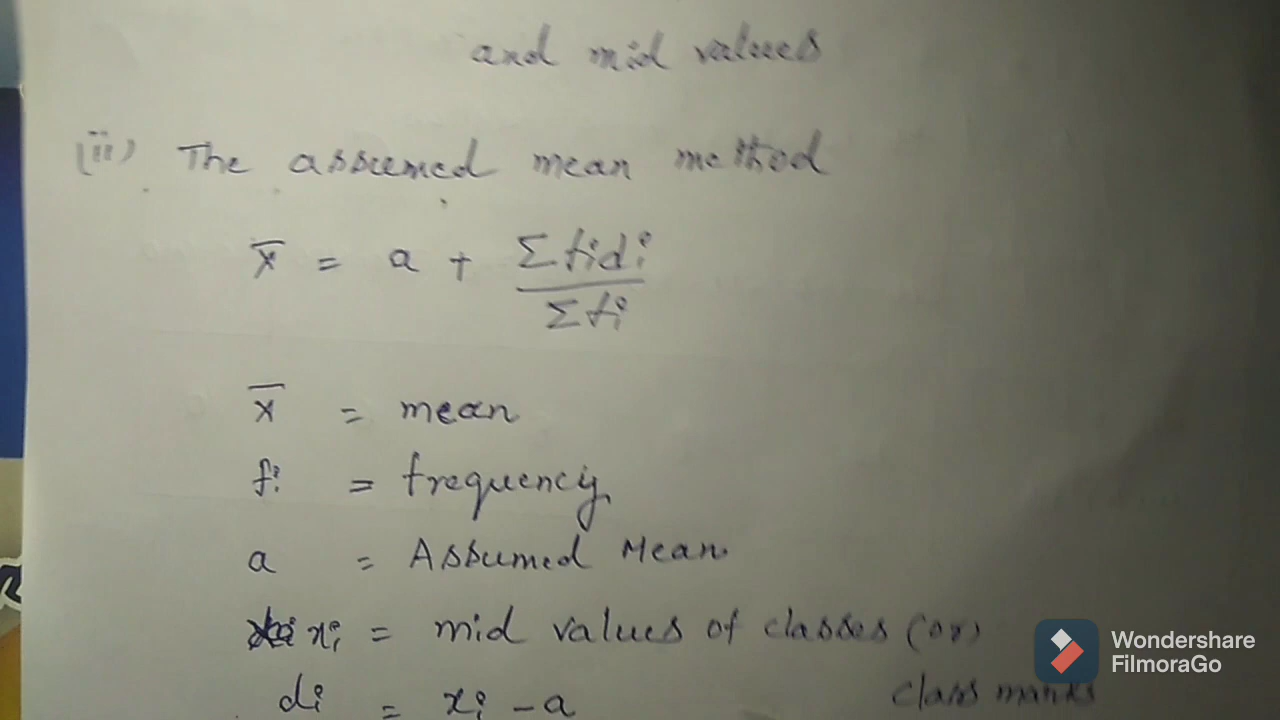 and mid values
(ii) The assumed mean method
x̄ = a + Σfidi / Σfi
x̄ = mean
fi = frequency
a = Assumed Mean
xi = mid values of classes (or)
class marks
di = xi - a
Wondershare
FilmoraGo